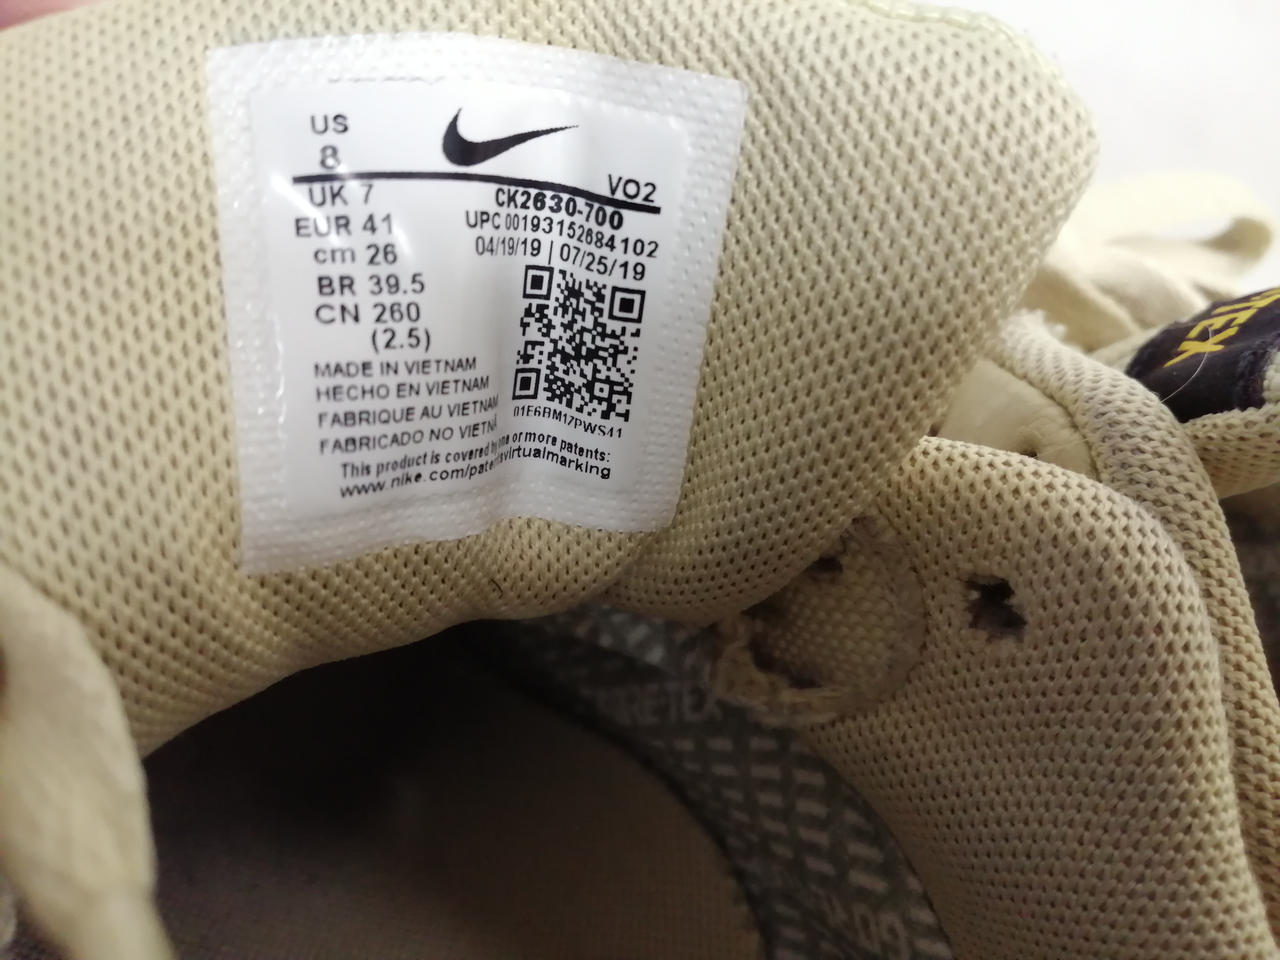 US
8
VO2
UK 7
CK2630-700
EUR 41
UPC 00193152684102
cm 26
04/19/19 | 07/25/19
BR 39.5
CN 260
(2.5)
MADE IN VIETNAM
HECHO EN VIETNAM
FABRIQUE AU VIETNAM
FABRICADO NO VIETNÃ
01E6BM17PWS41
This product is covered by one or more patents:
www.nike.com/patentsvirtualmarking
TEX